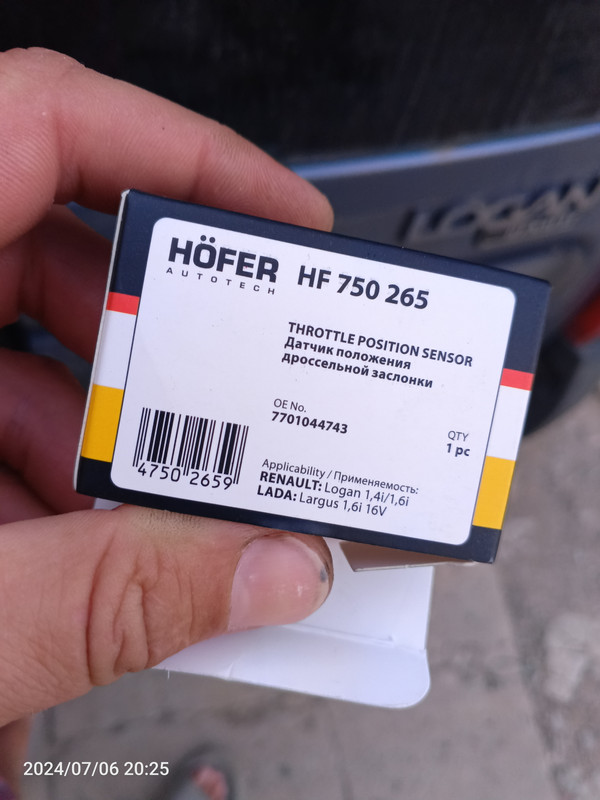 LOGAN
HÖFER
AUTOTECH
HF 750 265
THROTTLE POSITION SENSOR
Датчик положения
дроссельной заслонки
OE No.
7701044743
QTY
1 pc
4750 2659
Applicability / Применяемость:
RENAULT: Logan 1,4i/1,6i
LADA: Largus 1,6i 16V
2024/07/06 20:25